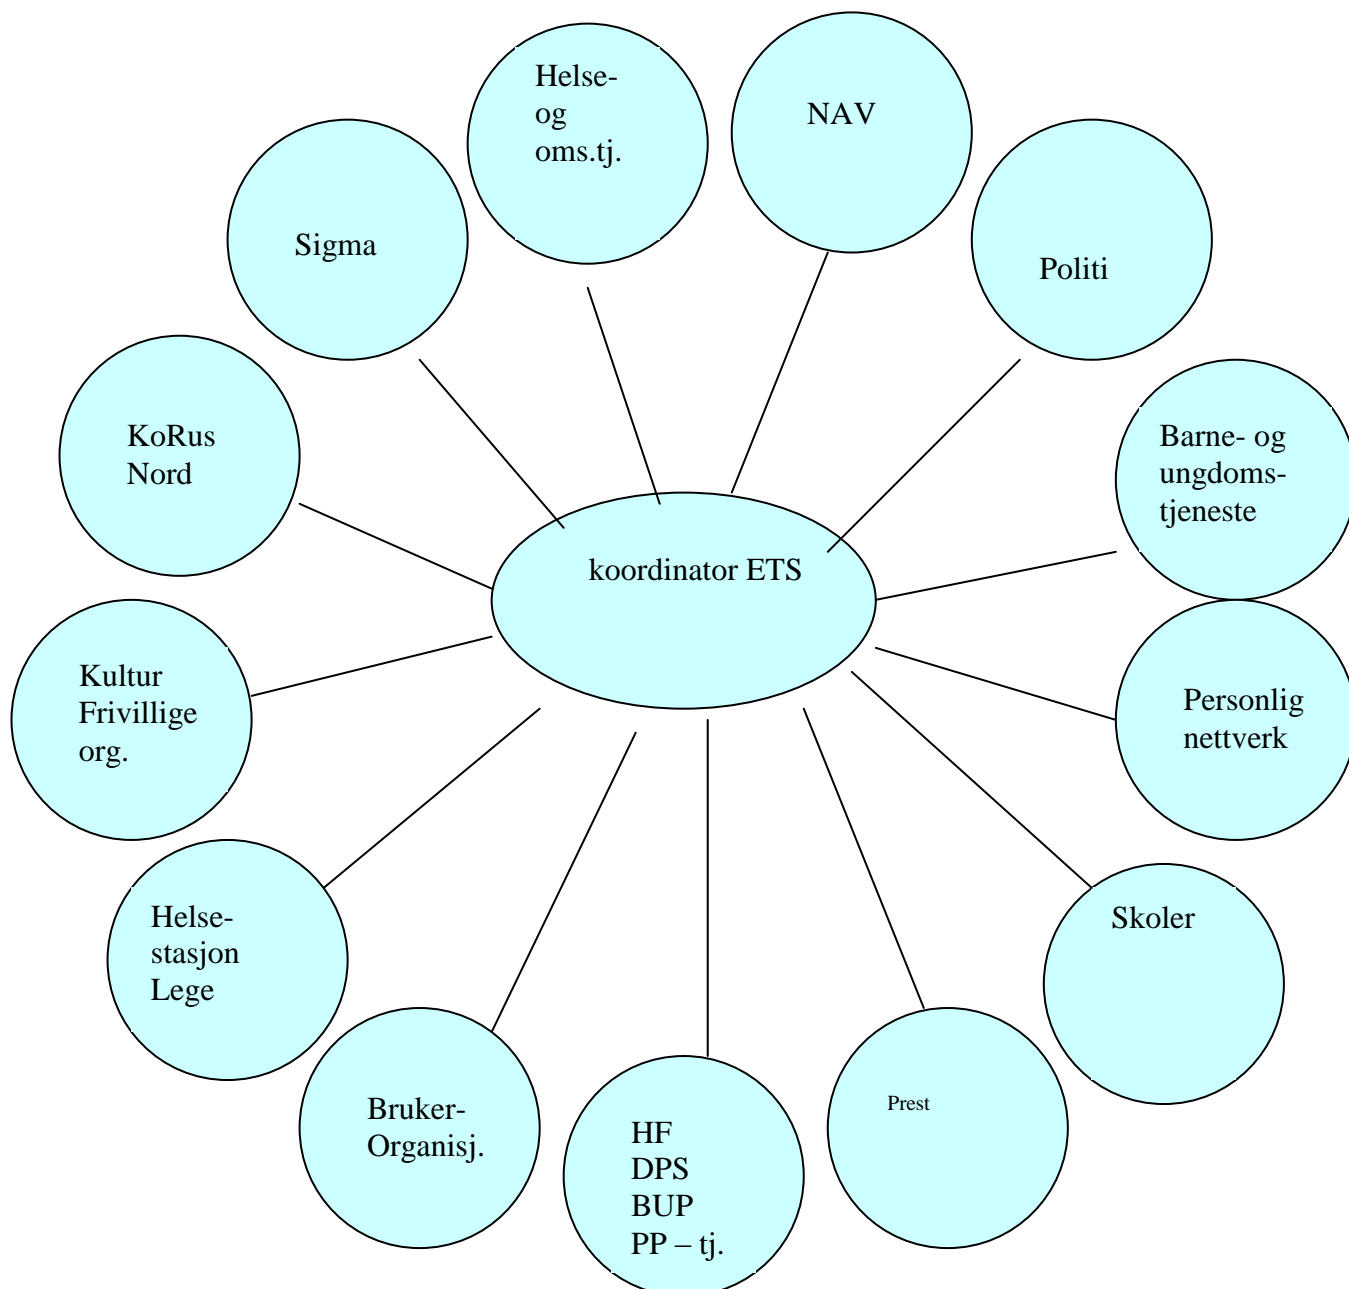 Helse-
og
oms.tj.
NAV
Sigma
Politi
KoRus
Nord
Barne- og
ungdoms-
tjeneste
koordinator ETS
Kultur
Frivillige
org.
Personlig
nettverk
Helse-
stasjon
Lege
Skoler
Bruker-
Organisj.
HF
DPS
BUP
PP – tj.
Prest